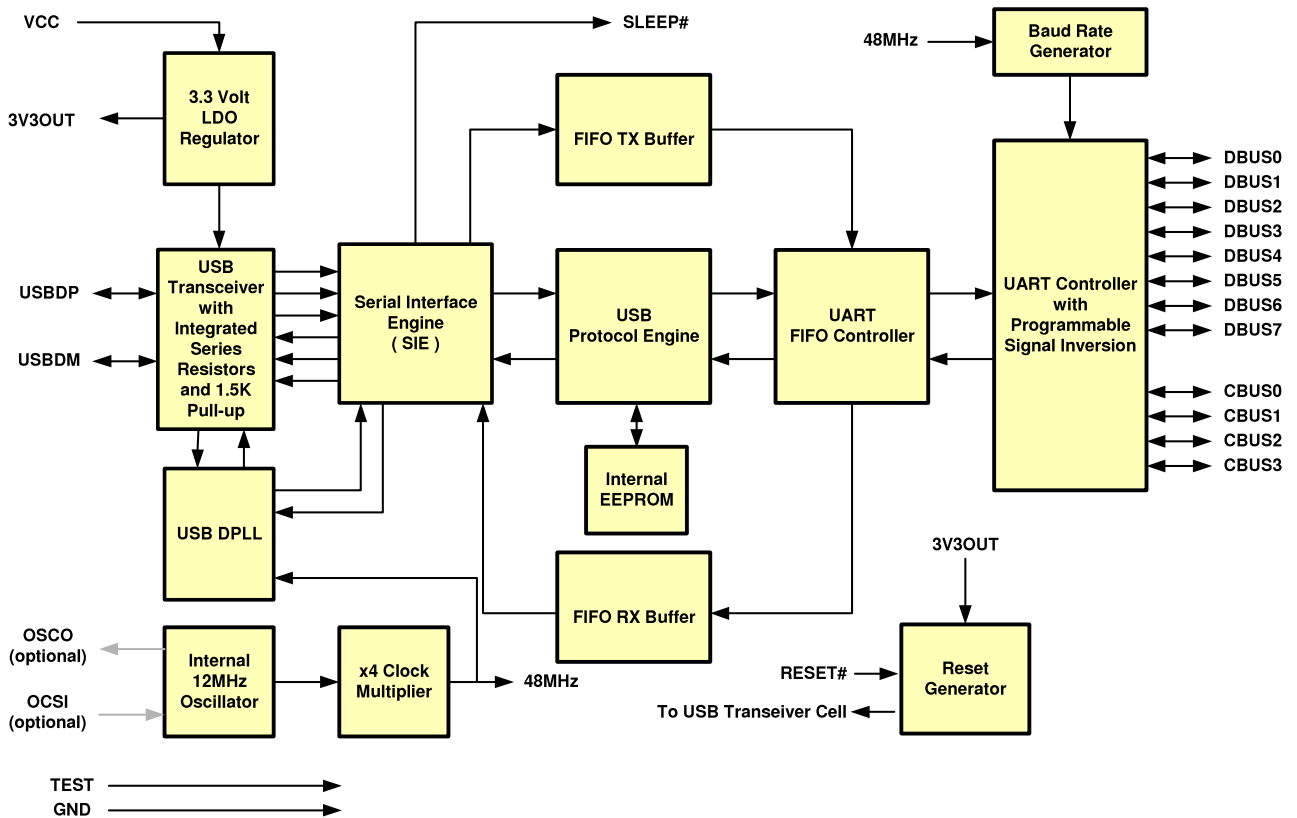 VCC
SLEEP#
48MHz
Baud Rate
Generator
3.3 Volt
LDO
Regulator
3V3OUT
FIFO TX Buffer
DBUS0
DBUS1
DBUS2
DBUS3
DBUS4
DBUS5
DBUS6
DBUS7
CBUS0
CBUS1
CBUS2
CBUS3
USBDP
USBDM
USB
Transceiver
with
Integrated
Series
Resistors
and 1.5K
Pull-up
Serial Interface
Engine
( SIE )
USB
Protocol Engine
UART
FIFO Controller
UART Controller
with
Programmable
Signal Inversion
Internal
EEPROM
USB DPLL
FIFO RX Buffer
3V3OUT
OSCO
(optional)
OCSI
(optional)
Internal
12MHz
Oscillator
x4 Clock
Multiplier
48MHz
RESET#
Reset
Generator
To USB Transeiver Cell
TEST
GND